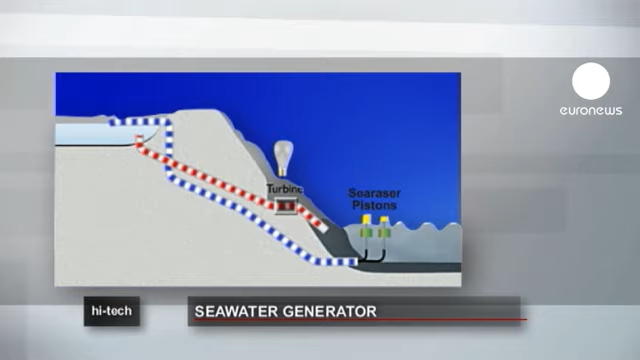 euronews
Turbine
Searaser
Pistons
hi-tech
SEAWATER GENERATOR